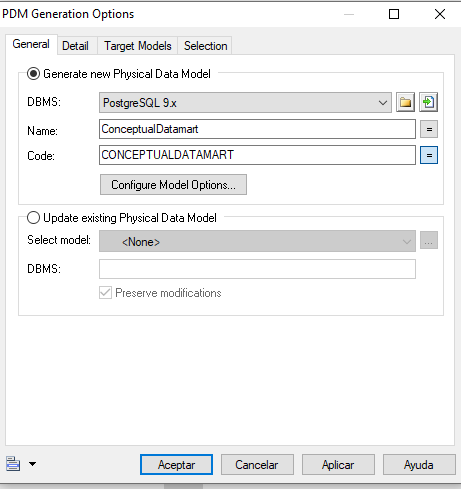 PDM Generation Options
General Detail Target Models Selection
Generate new Physical Data Model
DBMS: PostgreSQL 9.x
Name: ConceptualDatamart =
Code: CONCEPTUALDATAMART =
Configure Model Options...
Update existing Physical Data Model
Select model: <None> ...
DBMS:
Preserve modifications
Aceptar Cancelar Aplicar Ayuda